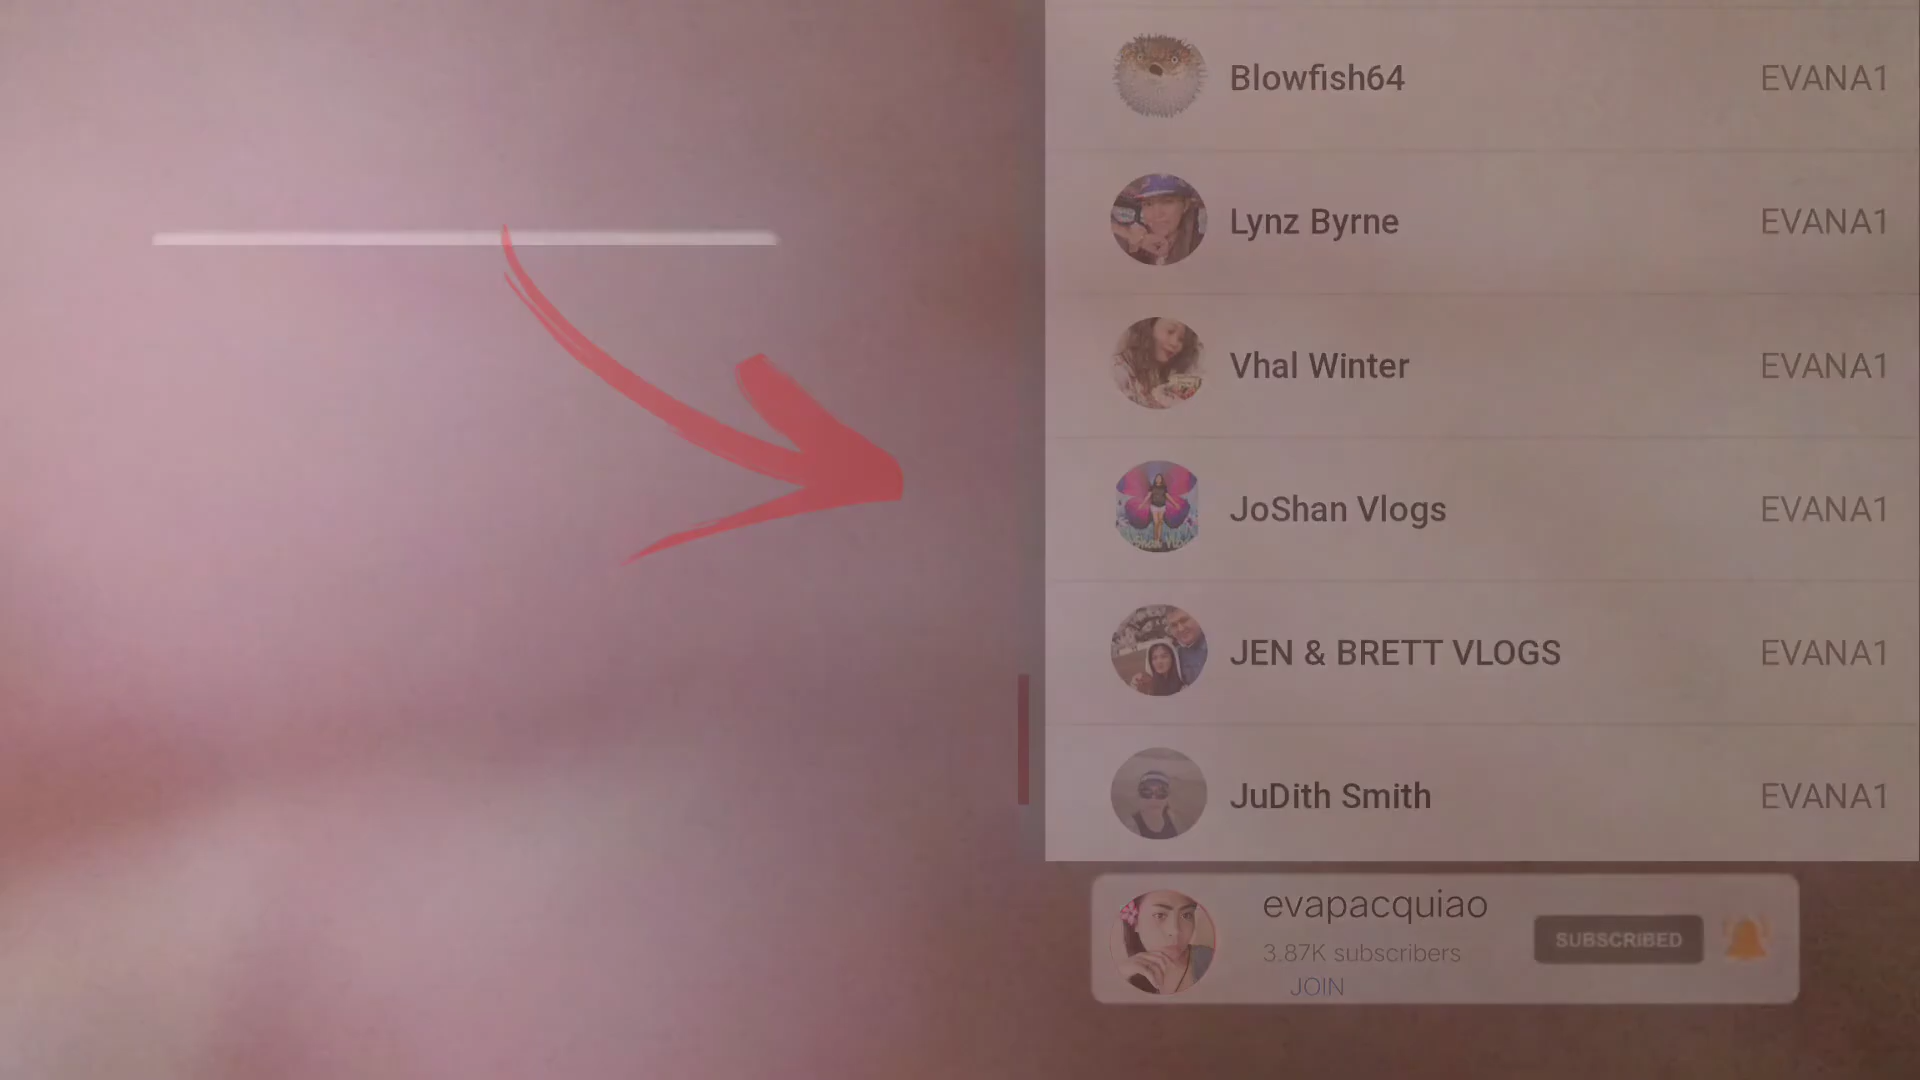 Blowfish64 EVANA1
Lynz Byrne EVANA1
Vhal Winter EVANA1
JoShan Vlogs EVANA1
JEN & BRETT VLOGS EVANA1
JuDith Smith EVANA1
evapacquiao
3.87K subscribers
SUBSCRIBED
JOIN